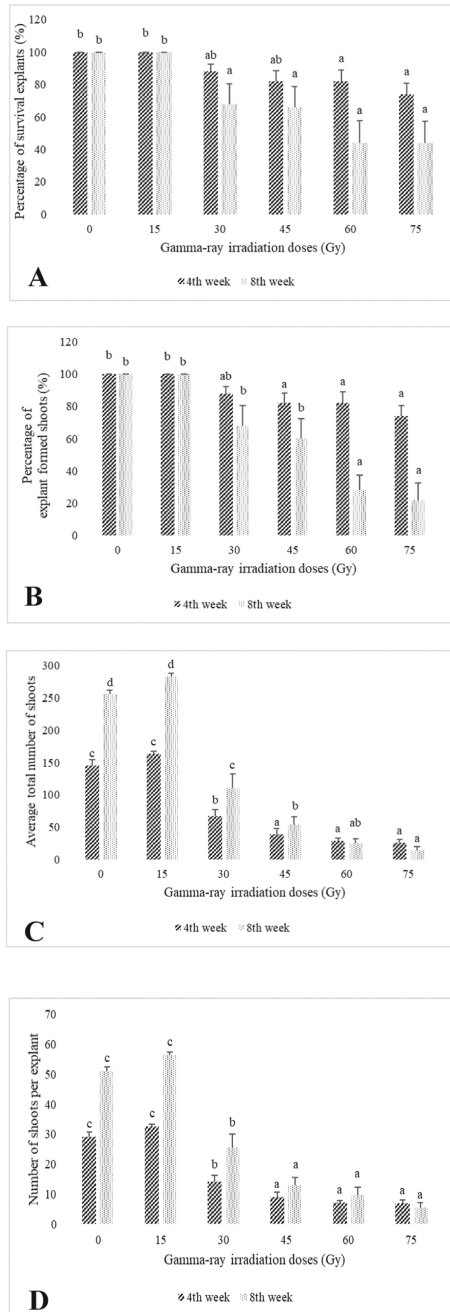 Percentage of survival explants (%)
120
100
80
60
40
20
0
b b b b ab a ab a a a a a
0 15 30 45 60 75
Gamma-ray irradiation doses (Gy)
4th week 8th week
A
Percentage of
explant formed shoots (%)
120
100
80
60
40
20
0
b b b b ab b a b a a a a
0 15 30 45 60 75
Gamma-ray irradiation doses (Gy)
4th week 8th week
B
Average total number of shoots
300
250
200
150
100
50
0
c d c d b c a b a ab a a
0 15 30 45 60 75
Gamma-ray irradiation doses (Gy)
4th week 8th week
C
Number of shoots per explant
70
60
50
40
30
20
10
0
c c c c b b a a a a a a
0 15 30 45 60 75
Gamma-ray irradiation doses (Gy)
4th week 8th week
D